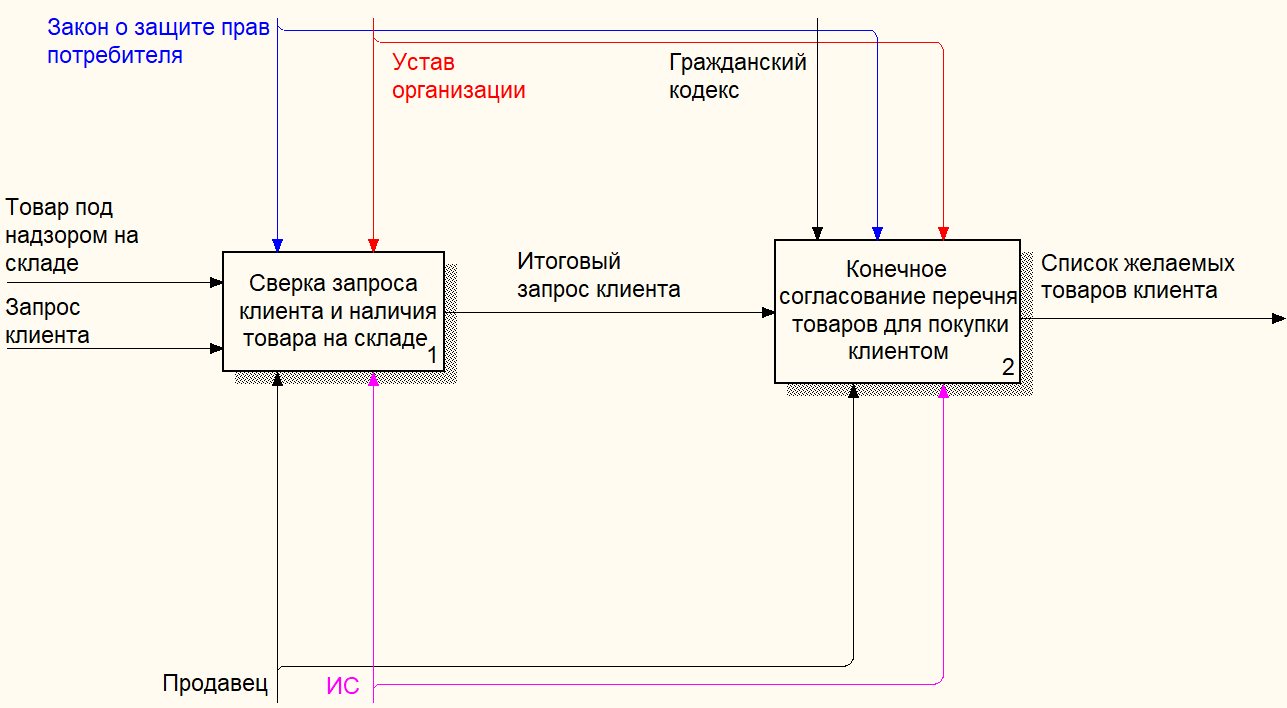 Закон о защите прав
потребителя
Устав
организации
Гражданский
кодекс
Товар под
надзором на
складе
Запрос
клиента
Сверка запроса
клиента и наличия
товара на складе
1
Итоговый
запрос клиента
Конечное
согласование перечня
товаров для покупки
клиентом
2
Список желаемых
товаров клиента
Продавец
ИС